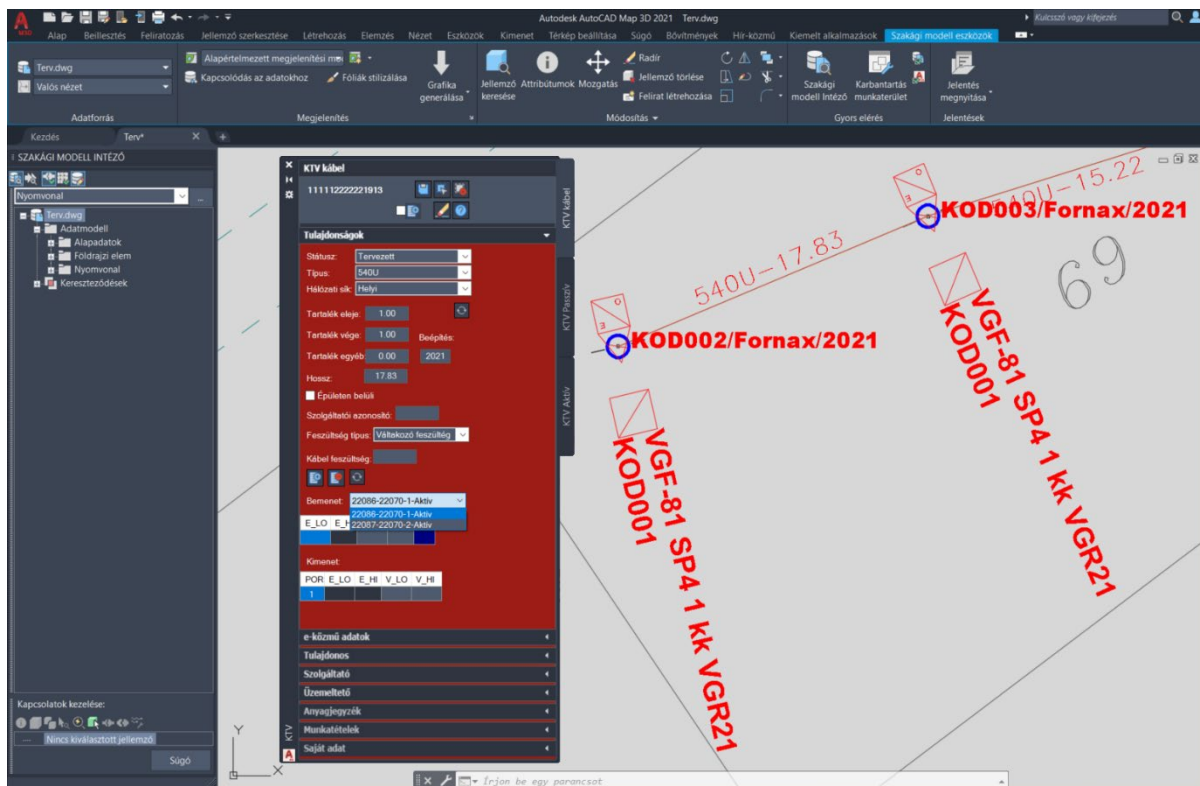 Autodesk AutoCAD Map 3D 2021 Terv.dwg
Kulcsszó vagy kifejezés
Alap Beillesztés Feliratozás Jellemző szerkesztése Létrehozás Elemzés Nézet Eszközök Kimenet Térkép beállítása Súgó Bővítmények Hír-közmű Kiemelt alkalmazások Szakági modell eszközök
Terv.dwg
Valós nézet
Adatforrás
Alapértelmezett megjelenítési
Kapcsolódás az adatokhoz Fóliák stilizálása
Grafika generálása
Megjelenítés
Jellemző keresése
Attribútumok
Mozgatás
Radír
Jellemző törlése
Felirat létrehozása
Módosítás
Szakági modell Intéző
Karbantartás munkaterület
Gyors elérés
Jelentés megnyitása
Jelentések
Kezdés Terv*
SZAKÁGI MODELL INTÉZŐ
Nyomvonal
Terv.dwg
Adatmodell
Alapadatok
Földrajzi elem
Nyomvonal
Kereszteződések
Kapcsolatok kezelése:
Nincs kiválasztott jellemző
Súgó
KTV kábel
111112222221913
Tulajdonságok
Státusz: Tervezett
Típus: 540U
Hálózati sík: Helyi
Tartalék eleje: 1.00
Tartalék vége: 1.00 Beépítés:
Tartalék egyéb: 0.00 2021
Hossz: 17.83
Épületen belüli
Szolgáltatói azonosító:
Feszültség típus: Váltakozó feszültég
Kábel feszültség:
Bemenet: 22086-22070-1-Aktív
22086-22070-1-Aktív
22087-22070-2-Aktív
E_LO
Kimenet:
POR E_LO E_HI V_LO V_HI
1
e-közmű adatok
Tulajdonos
Szolgáltató
Üzemeltető
Anyagjegyzék
Munkatételek
Saját adat
KTV
KTV kábel
KTV Passzív
KTV Aktív
540U-15.22
KOD003/Fornax/2021
540U-17.83
KOD002/Fornax/2021
69
VGF-81 SP4 1 kk VGR21
KOD001
VGF-81 SP4 1 kk VGR21
KOD001
Y
X
Írjon be egy parancsot